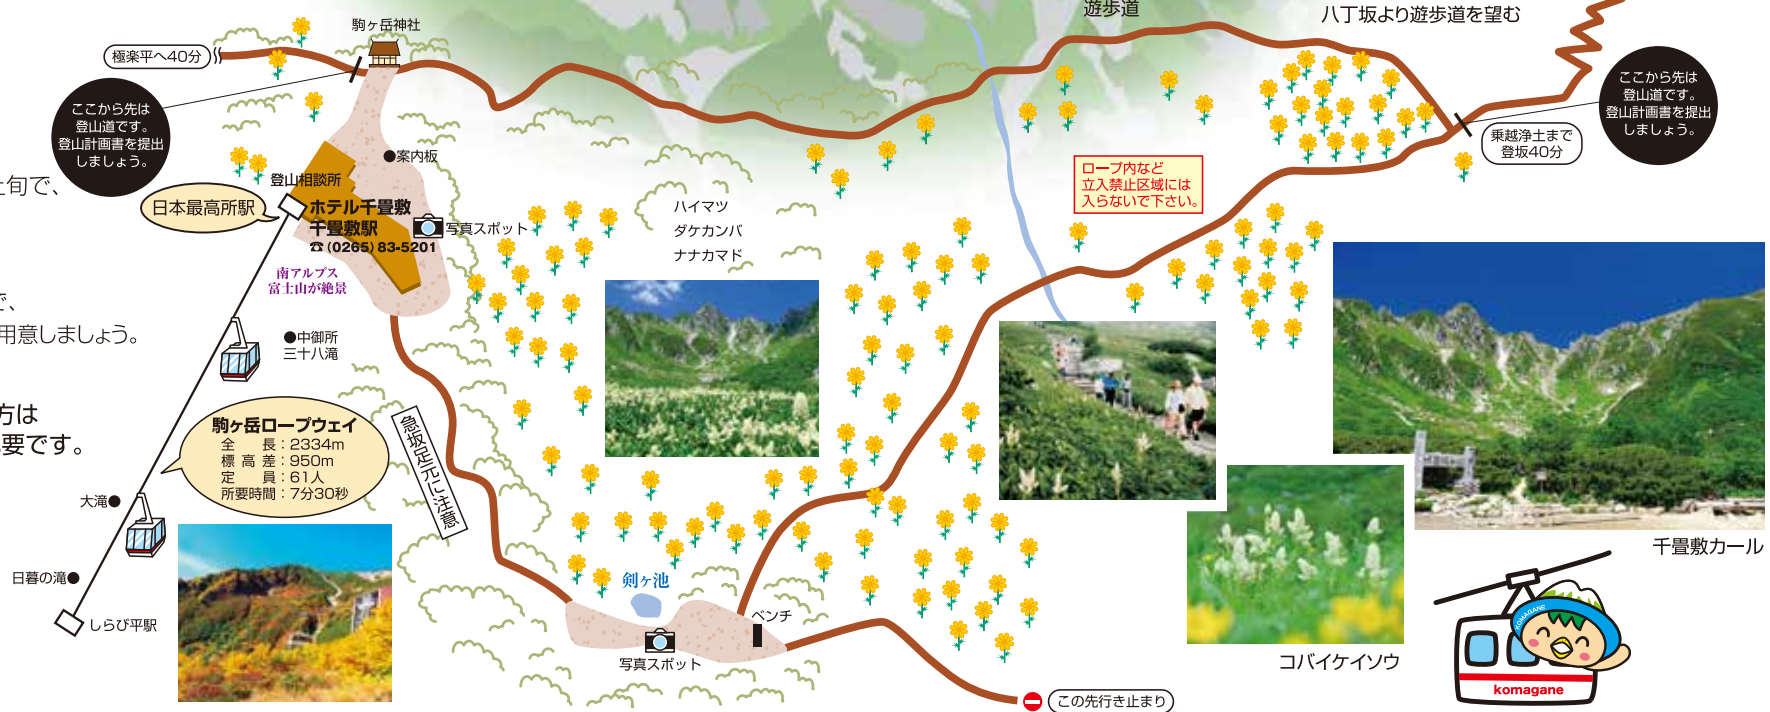 遊歩道
八丁坂より遊歩道を望む
駒ヶ岳神社
極楽平へ40分
ここから先は
登山道です。
登山計画書を提出
しましょう。
ここから先は
登山道です。
登山計画書を提出
しましょう。
乗越浄土まで
登坂40分
●案内板
登山相談所
上旬で、
日本最高所駅
ホテル千畳敷
千畳敷駅
☎(0265)83-5201
写真スポット
南アルプス
富士山が絶景
ロープ内など
立入禁止区域には
入らないで下さい。
ハイマツ
ダケカンバ
ナナカマド
で、
用意しましょう。
●中御所
三十八滝
方は
要です。
駒ヶ岳ロープウェイ
全長：2334m
標高差：950m
定員：61人
所要時間：7分30秒
急坂足元に注意
大滝●
日暮の滝●
しらび平駅
剣ヶ池
ベンチ
写真スポット
この先行き止まり
コバイケイソウ
千畳敷カール
KOMAGANE
komagane